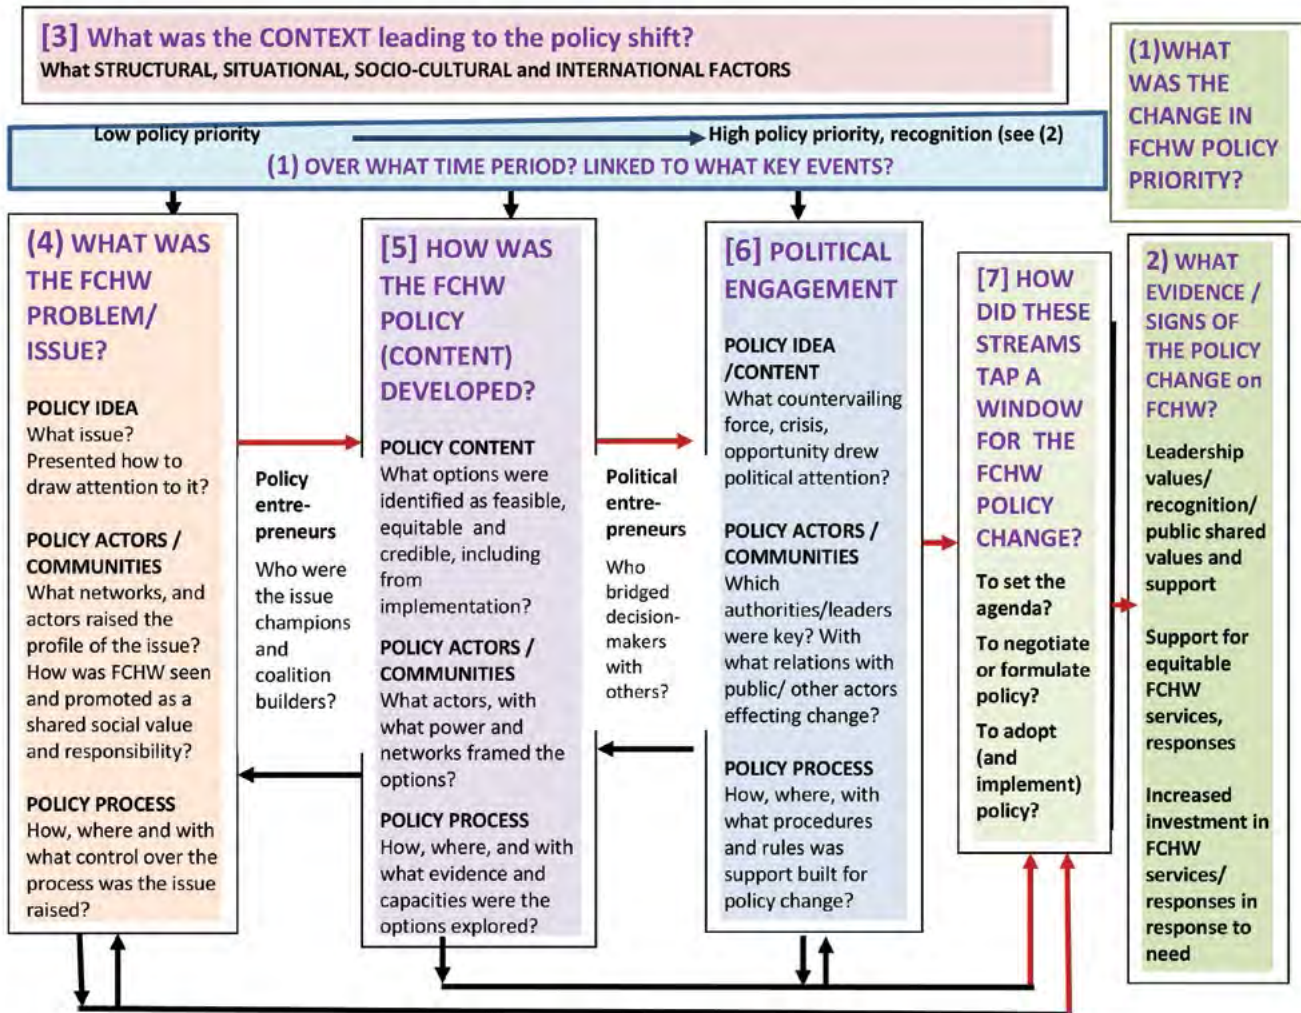 [3] What was the CONTEXT leading to the policy shift?
What STRUCTURAL, SITUATIONAL, SOCIO-CULTURAL and INTERNATIONAL FACTORS
(1)WHAT
WAS THE
CHANGE IN
FCHW POLICY
PRIORITY?
Low policy priority
High policy priority, recognition (see (2)
(1) OVER WHAT TIME PERIOD? LINKED TO WHAT KEY EVENTS?
(4) WHAT WAS
THE FCHW
PROBLEM/
ISSUE?
POLICY IDEA
What issue?
Presented how to
draw attention to it?
POLICY ACTORS /
COMMUNITIES
What networks, and
actors raised the
profile of the issue?
How was FCHW seen
and promoted as a
shared social value
and responsibility?
POLICY PROCESS
How, where and with
what control over the
process was the issue
raised?
Policy
entre-
preneurs
Who were
the issue
champions
and
coalition
builders?
[5] HOW WAS
THE FCHW
POLICY
(CONTENT)
DEVELOPED?
POLICY CONTENT
What options were
identified as feasible,
equitable and
credible, including
from
implementation?
POLICY ACTORS /
COMMUNITIES
What actors, with
what power and
networks framed the
options?
POLICY PROCESS
How, where, and with
what evidence and
capacities were the
options explored?
Political
entre-
preneurs
Who
bridged
decision-
makers
with
others?
[6] POLITICAL
ENGAGEMENT
POLICY IDEA
/CONTENT
What countervailing
force, crisis,
opportunity drew
political attention?
POLICY ACTORS /
COMMUNITIES
Which
authorities/leaders
were key? With
what relations with
public/ other actors
effecting change?
POLICY PROCESS
How, where, with
what procedures
and rules was
support built for
policy change?
[7] HOW
DID THESE
STREAMS
TAP A
WINDOW
FOR THE
FCHW
POLICY
CHANGE?
To set the
agenda?
To negotiate
or formulate
policy?
To adopt
(and
implement)
policy?
2) WHAT
EVIDENCE /
SIGNS OF
THE POLICY
CHANGE on
FCHW?
Leadership
values/
recognition/
public shared
values and
support
Support for
equitable
FCHW
services,
responses
Increased
investment in
FCHW
services/
responses in
response to
need